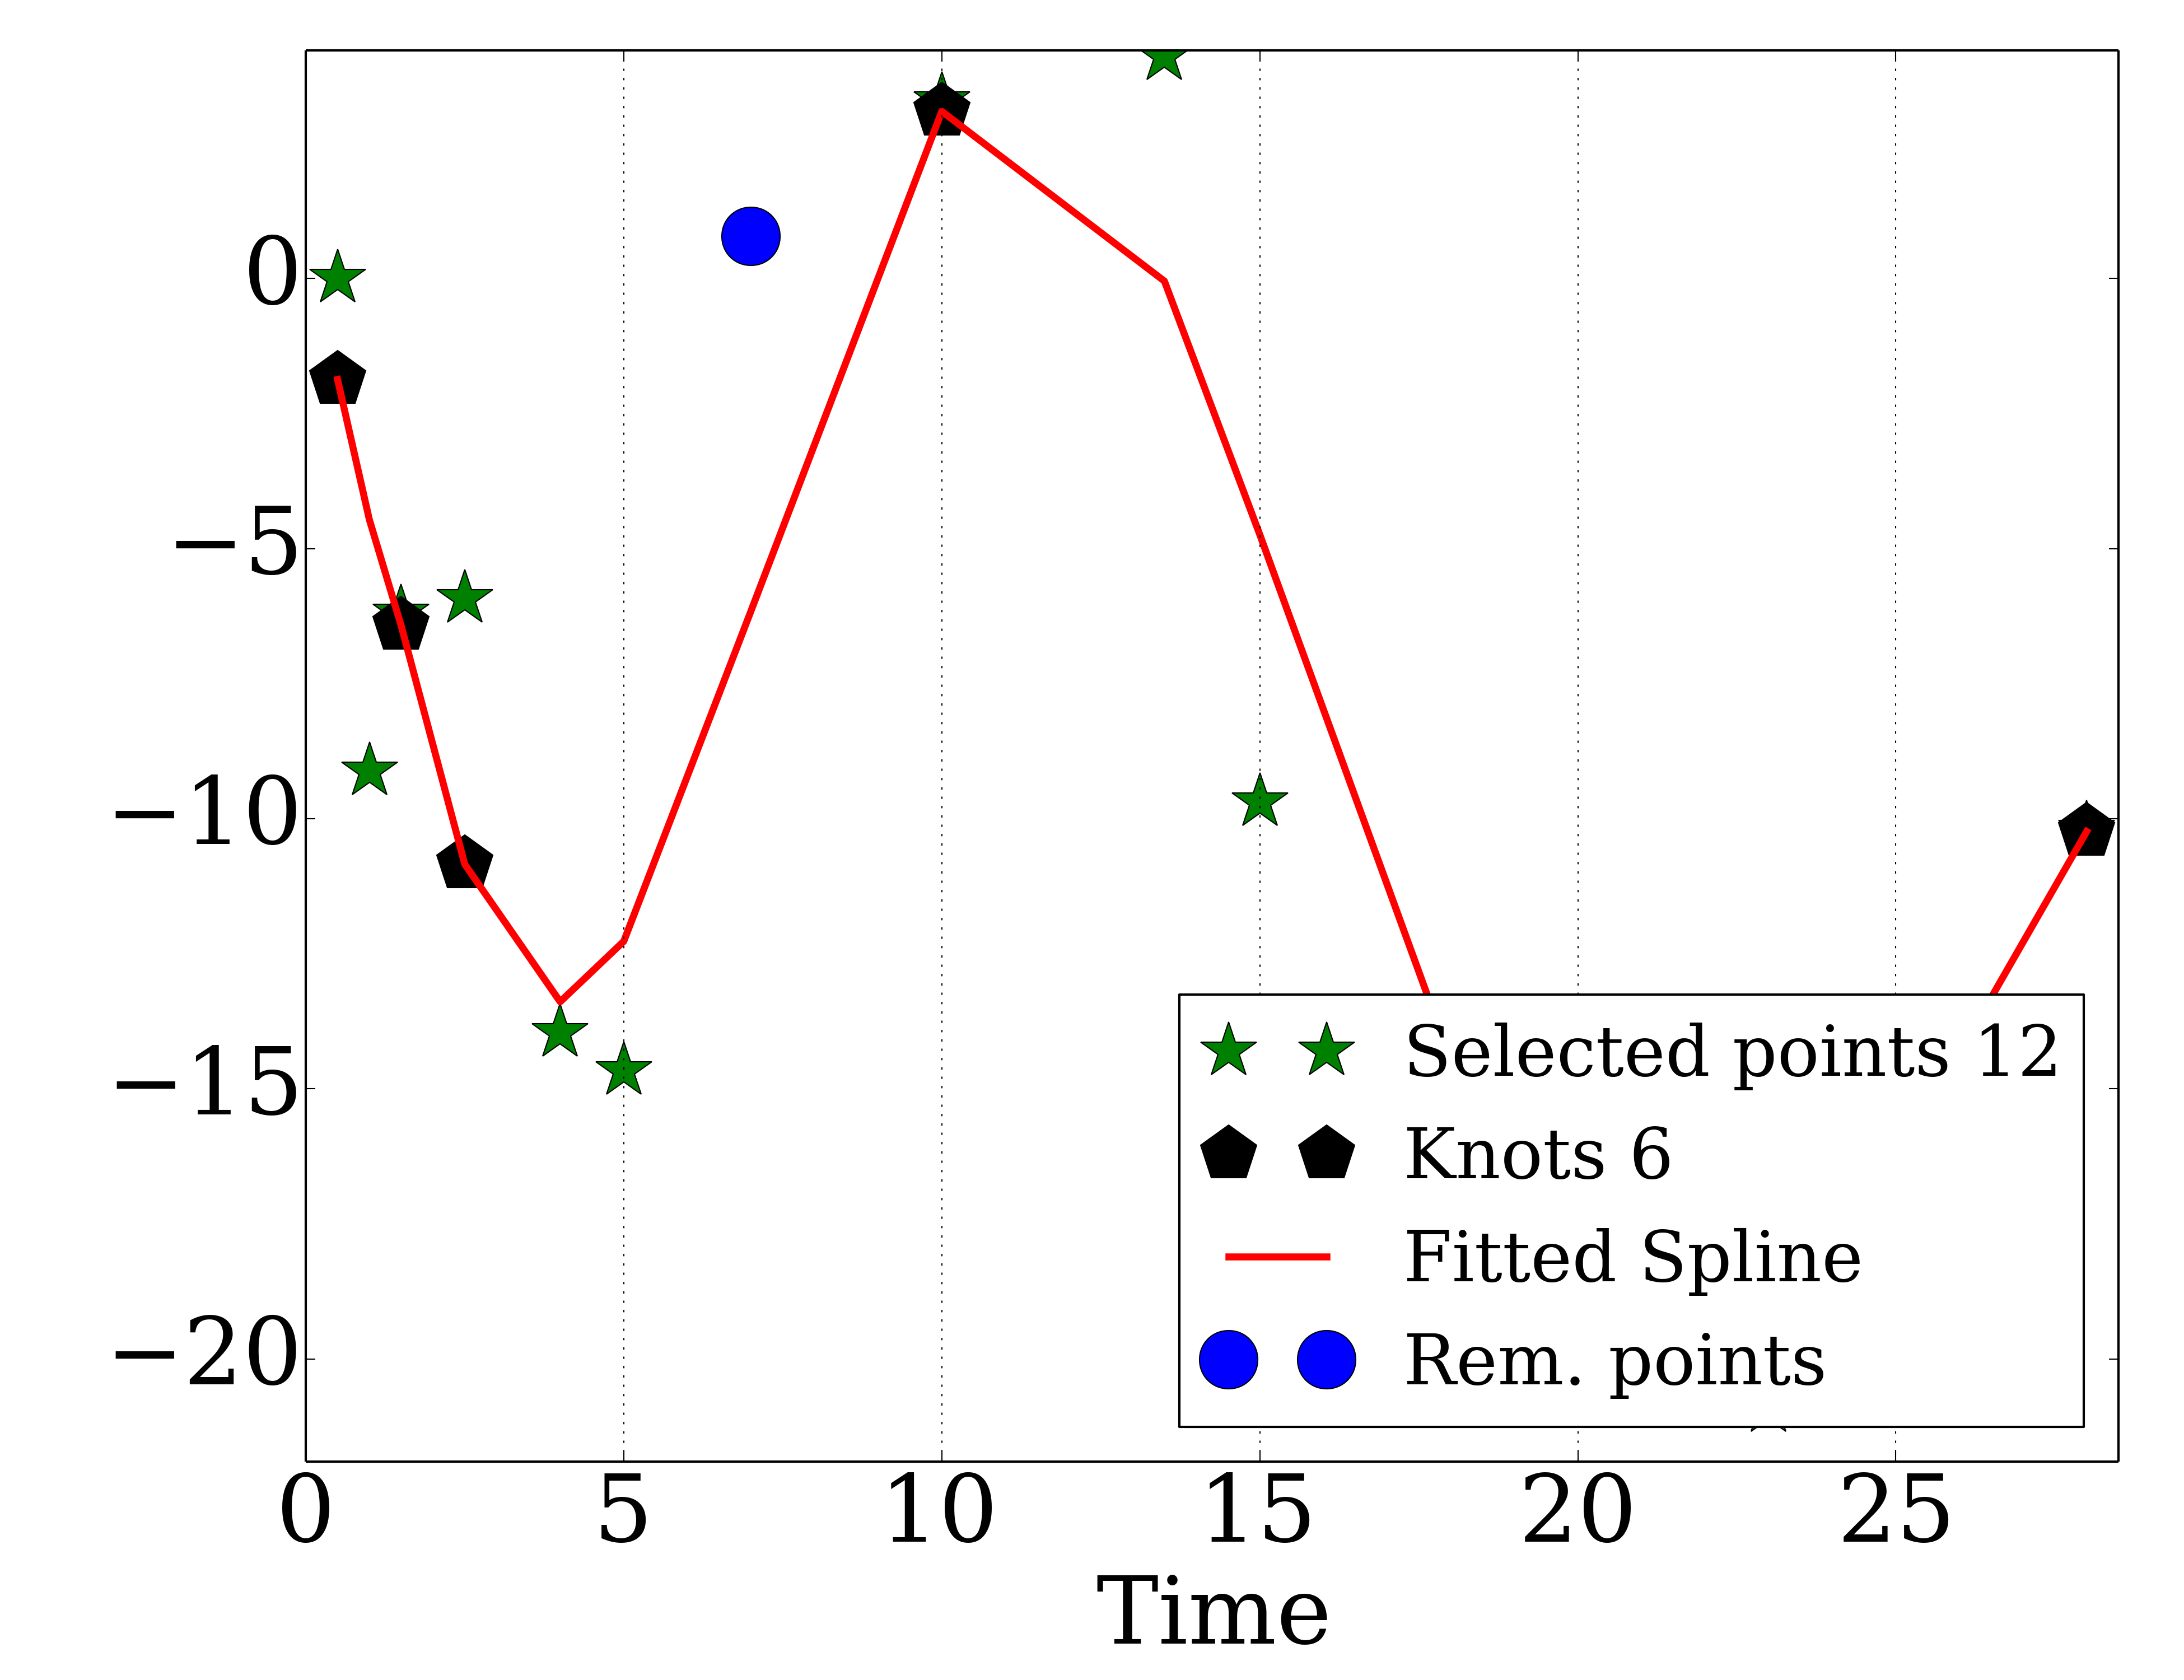 0
−5
−10
−15
−20
Selected points 12
Knots 6
Fitted Spline
Rem. points
0 5 10 15 20 25
Time